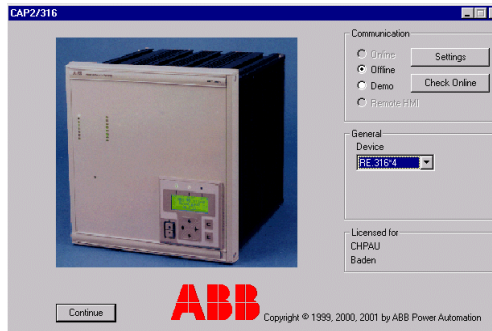 CAP2/316
Communication
Online
Settings
Offline
Demo
Check Online
Remote HMI
General
Device
RE.316*4
Licensed for
CHPAU
Baden
Continue
ABB
Copyright © 1999, 2000, 2001 by ABB Power Automation